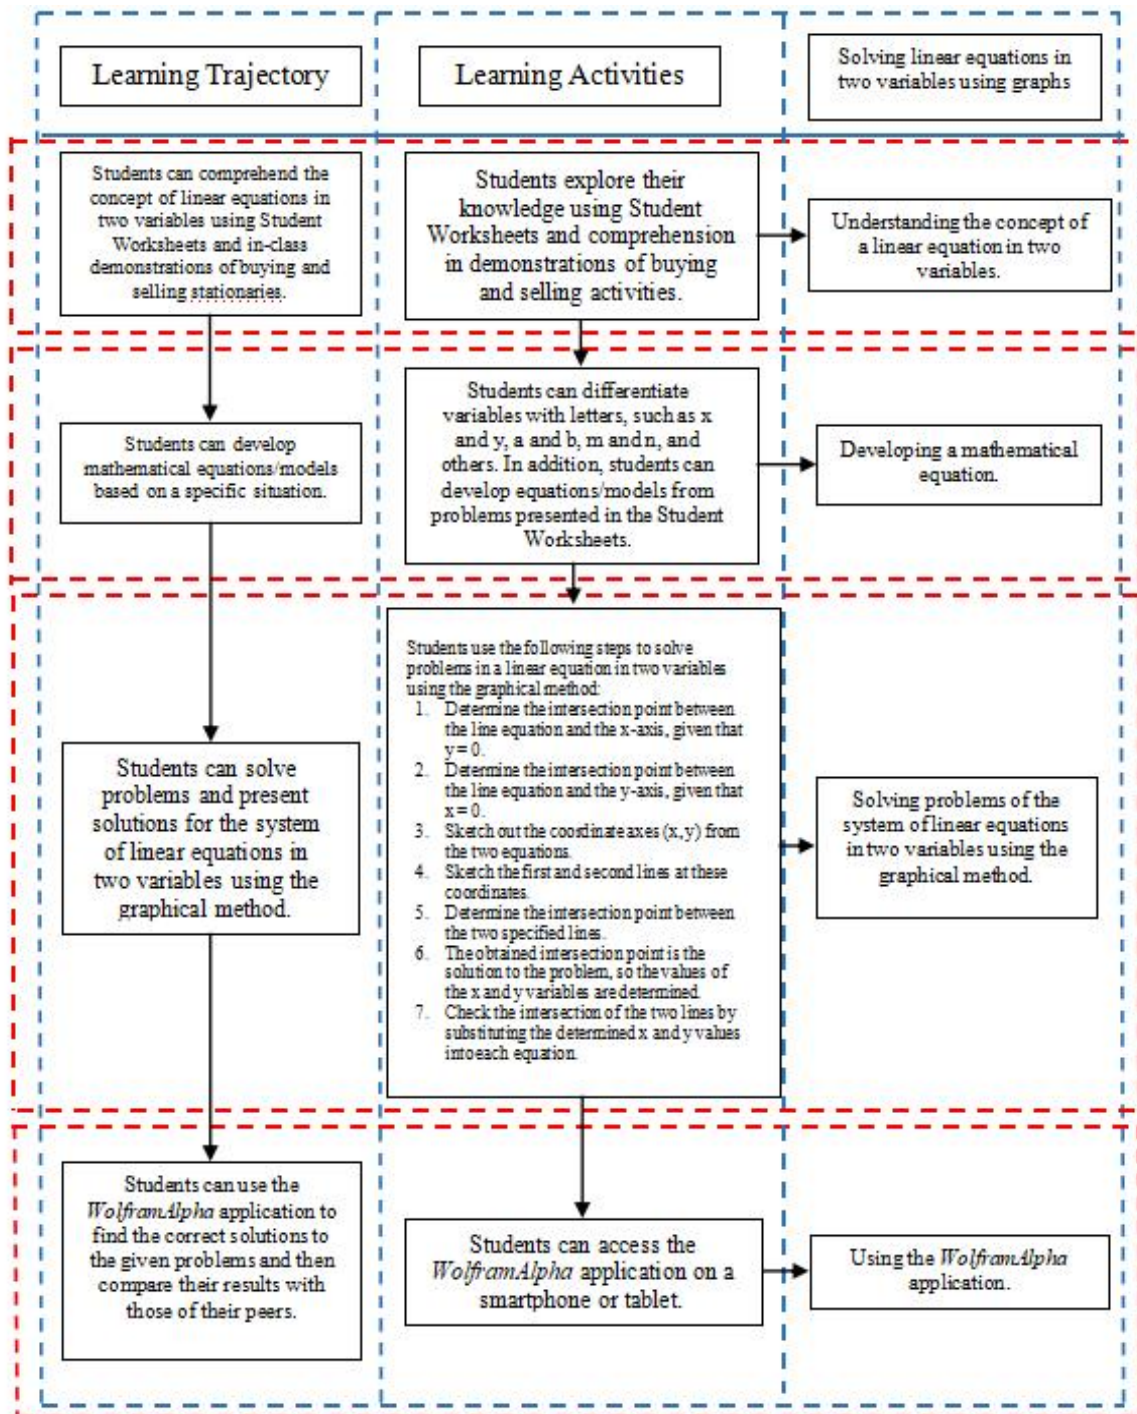 Learning Trajectory
Learning Activities
Solving linear equations in
two variables using graphs
Students can comprehend the
concept of linear equations in
two variables using Student
Worksheets and in-class
demonstrations of buying and
selling stationaries.
Students explore their
knowledge using Student
Worksheets and comprehension
in demonstrations of buying
and selling activities.
Understanding the concept of
a linear equation in two
variables.
Students can develop
mathematical equations/models
based on a specific situation.
Students can differentiate
variables with letters, such as x
and y, a and b, m and n, and
others. In addition, students can
develop equations/models from
problems presented in the Student
Worksheets.
Developing a mathematical
equation.
Students can solve
problems and present
solutions for the system
of linear equations in
two variables using the
graphical method.
Students use the following steps to solve
problems in a linear equation in two variables
using the graphical method:
1. Determine the intersection point between
the line equation and the x-axis, given that
y = 0.
2. Determine the intersection point between
the line equation and the y-axis, given that
x = 0.
3. Sketch out the coordinate axes (x, y) from
the two equations.
4. Sketch the first and second lines at these
coordinates.
5. Determine the intersection point between
the two specified lines.
6. The obtained intersection point is the
solution to the problem, so the values of
the x and y variables are determined.
7. Check the intersection of the two lines by
substituting the determined x and y values
into each equation.
Solving problems of the
system of linear equations
in two variables using the
graphical method.
Students can use the
WolframAlpha application to
find the correct solutions to
the given problems and then
compare their results with
those of their peers.
Students can access the
WolframAlpha application on a
smartphone or tablet.
Using the WolframAlpha
application.